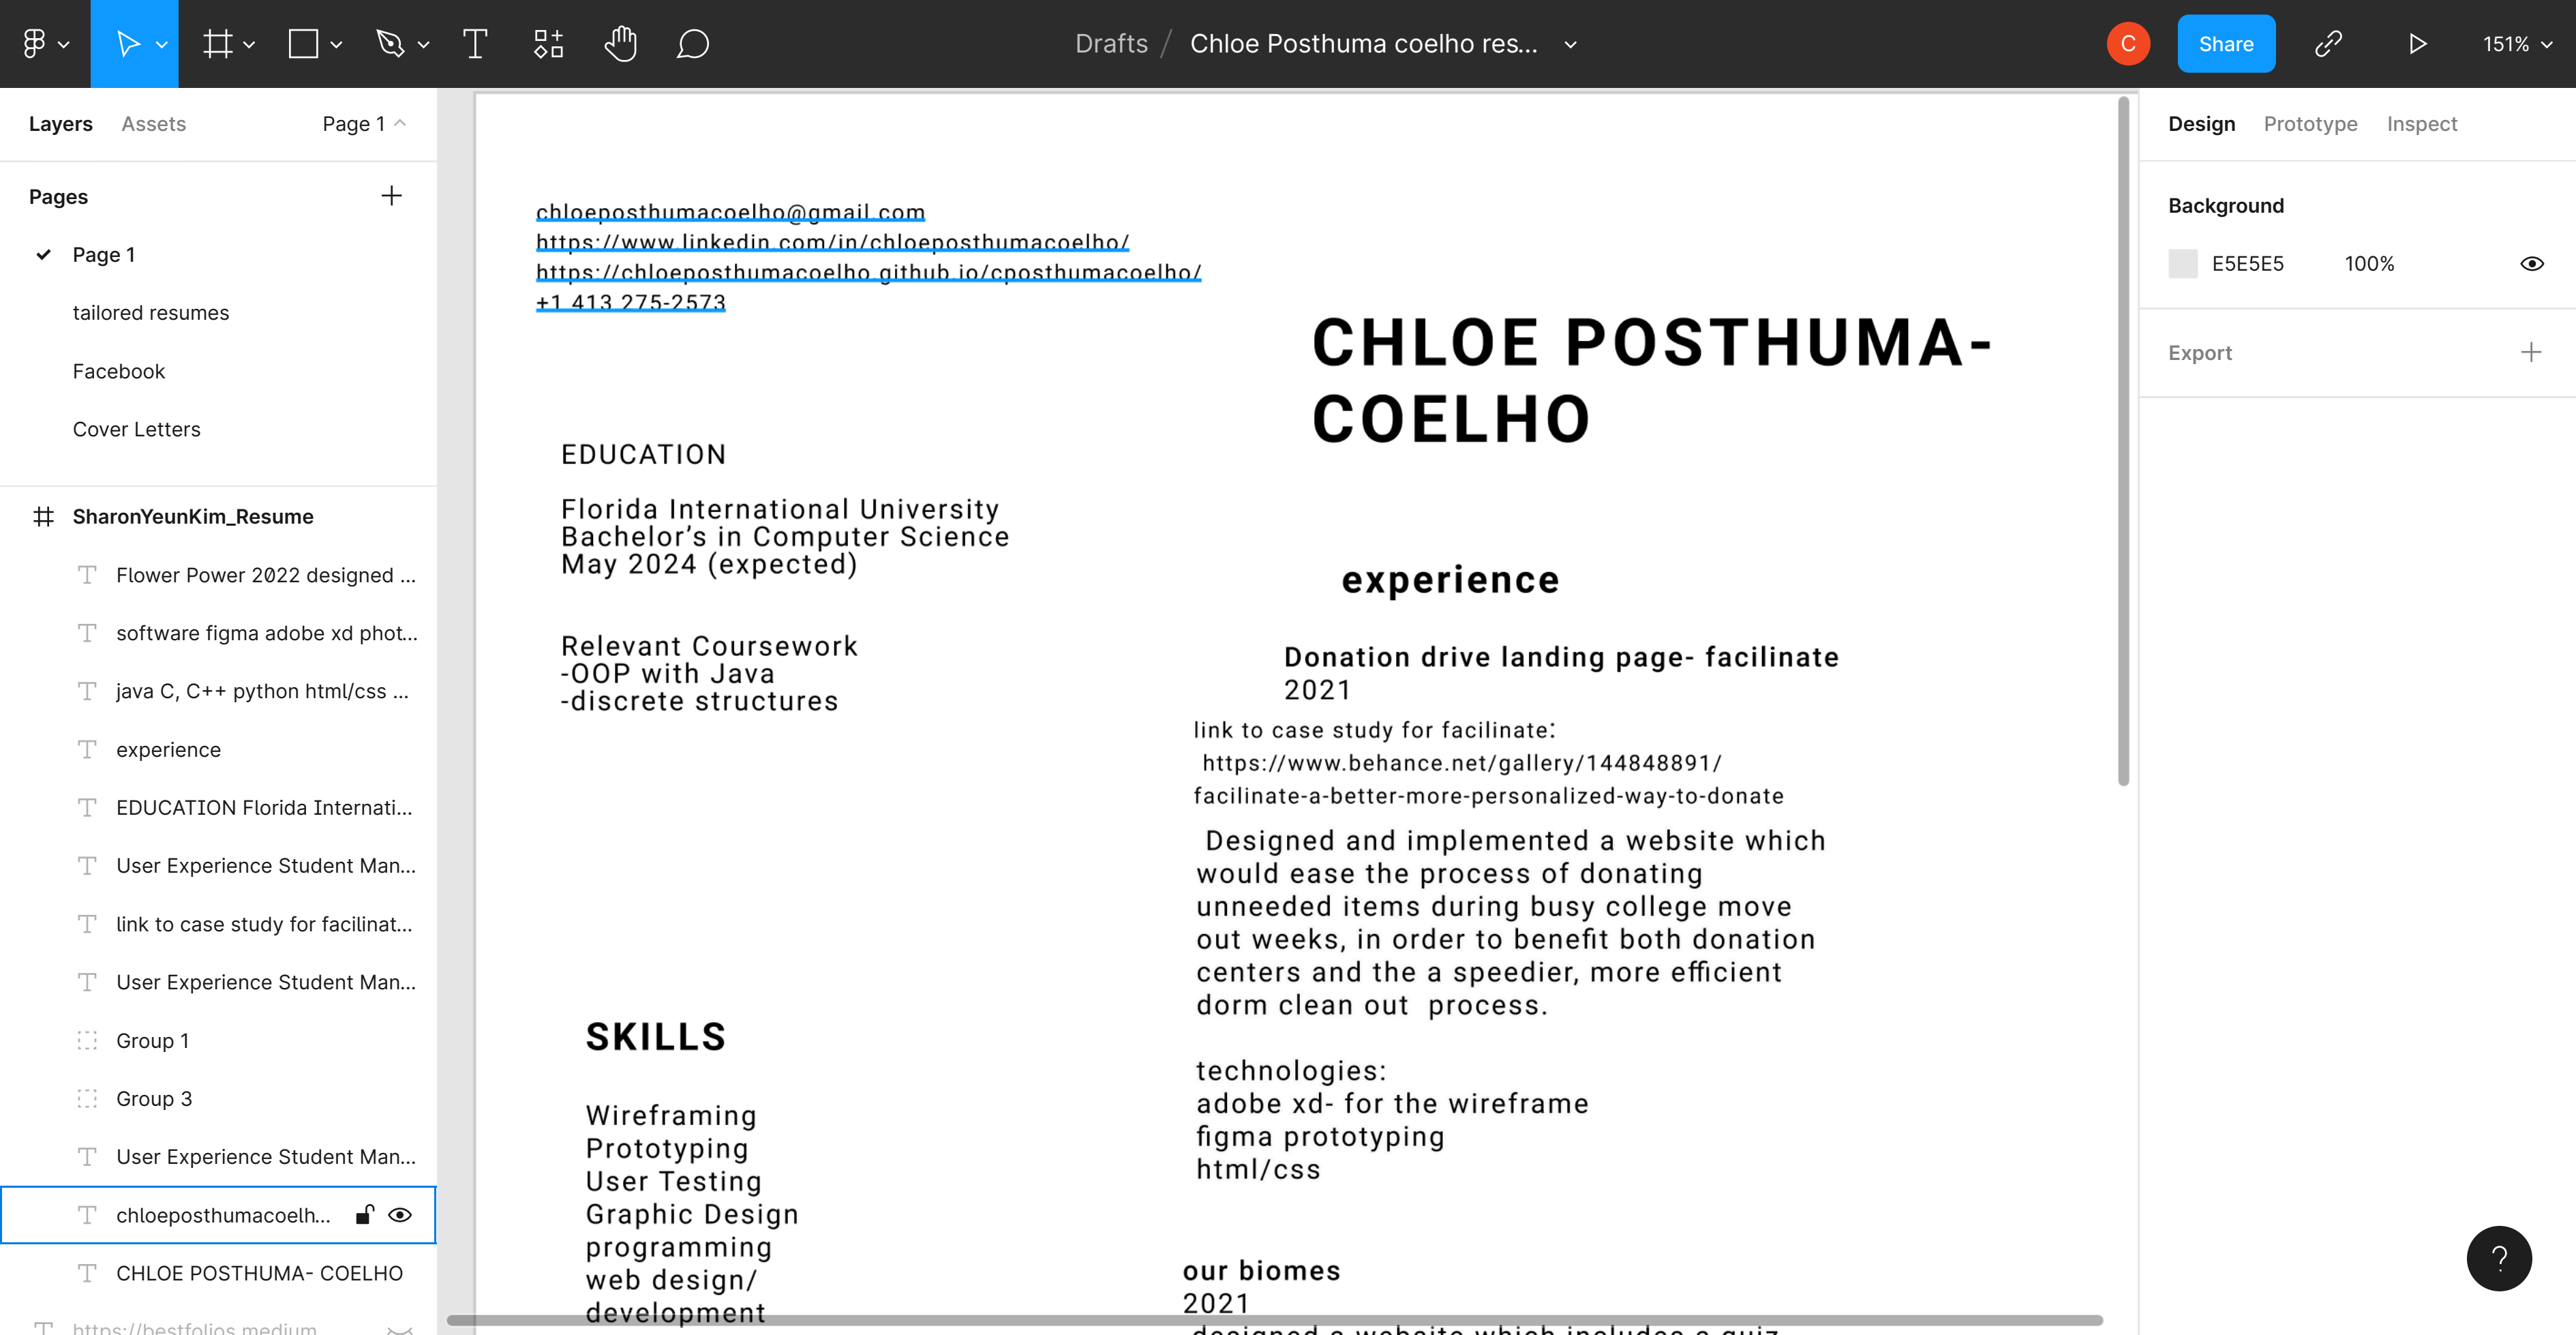 Drafts / Chloe Posthuma coelho res...
C
Share
151%
Layers
Assets
Page 1
Pages
Page 1
tailored resumes
Facebook
Cover Letters
SharonYeunKim_Resume
Flower Power 2022 designed ...
software figma adobe xd phot...
java C, C++ python html/css ...
experience
EDUCATION Florida Internati...
User Experience Student Man...
link to case study for facilinat...
User Experience Student Man...
Group 1
Group 3
User Experience Student Man...
chloeposthumacoelh...
CHLOE POSTHUMA- COELHO
https://bestfolios.medium
chloeposthumacoelho@gmail.com
https://www.linkedin.com/in/chloeposthumacoelho/
https://chloeposthumacoelho.github.io/cposthumacoelho/
+1 413 275-2573
EDUCATION
Florida International University
Bachelor’s in Computer Science
May 2024 (expected)
Relevant Coursework
-OOP with Java
-discrete structures
SKILLS
Wireframing
Prototyping
User Testing
Graphic Design
programming
web design/
development
CHLOE POSTHUMA-
COELHO
experience
Donation drive landing page- facilinate
2021
link to case study for facilinate:
https://www.behance.net/gallery/144848891/
facilinate-a-better-more-personalized-way-to-donate
Designed and implemented a website which
would ease the process of donating
unneeded items during busy college move
out weeks, in order to benefit both donation
centers and the a speedier, more efficient
dorm clean out  process.
technologies:
adobe xd- for the wireframe
figma prototyping
html/css
our biomes
2021
designed a website which includes a quiz
Design
Prototype
Inspect
Background
E5E5E5
100%
Export
?